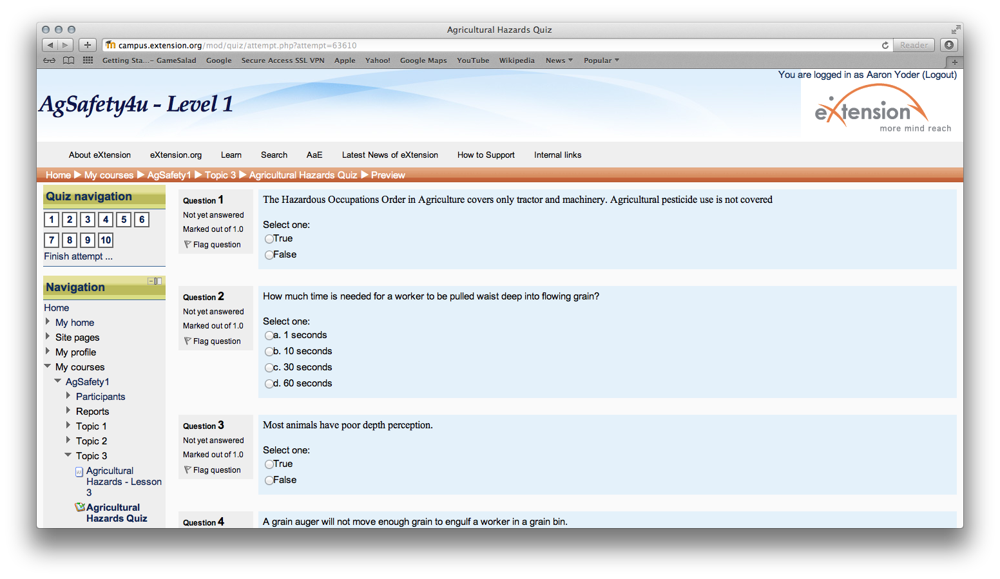 Agricultural Hazards Quiz
campus.extension.org/mod/quiz/attempt.php?attempt=63610
Reader
Getting Sta...– GameSalad Google Secure Access SSL VPN Apple Yahoo! Google Maps YouTube Wikipedia News Popular
You are logged in as Aaron Yoder (Logout)
AgSafety4u - Level 1
eXtension
more mind reach
About eXtension eXtension.org Learn Search AaE Latest News of eXtension How to Support Internal links
Home ▶ My courses ▶ AgSafety1 ▶ Topic 3 ▶ Agricultural Hazards Quiz ▶ Preview
Quiz navigation
1 2 3 4 5 6
7 8 9 10
Finish attempt ...
Navigation
Home
My home
Site pages
My profile
My courses
AgSafety1
Participants
Reports
Topic 1
Topic 2
Topic 3
Agricultural
Hazards - Lesson
3
Agricultural
Hazards Quiz
Question 1
Not yet answered
Marked out of 1.0
Flag question
The Hazardous Occupations Order in Agriculture covers only tractor and machinery. Agricultural pesticide use is not covered
Select one:
True
False
Question 2
Not yet answered
Marked out of 1.0
Flag question
How much time is needed for a worker to be pulled waist deep into flowing grain?
Select one:
a. 1 seconds
b. 10 seconds
c. 30 seconds
d. 60 seconds
Question 3
Not yet answered
Marked out of 1.0
Flag question
Most animals have poor depth perception.
Select one:
True
False
Question 4
A grain auger will not move enough grain to engulf a worker in a grain bin.